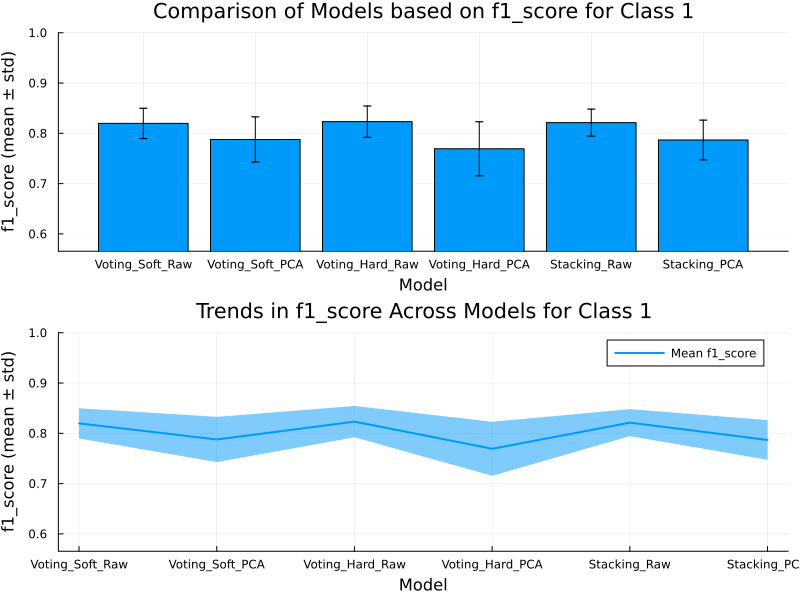 Comparison of Models based on f1_score for Class 1
f1_score (mean ± std)
1.0
0.9
0.8
0.7
0.6
Voting_Soft_Raw Voting_Soft_PCA Voting_Hard_Raw Voting_Hard_PCA Stacking_Raw Stacking_PCA
Model
Trends in f1_score Across Models for Class 1
f1_score (mean ± std)
1.0
0.9
0.8
0.7
0.6
Mean f1_score
Voting_Soft_Raw Voting_Soft_PCA Voting_Hard_Raw Voting_Hard_PCA Stacking_Raw Stacking_PC
Model